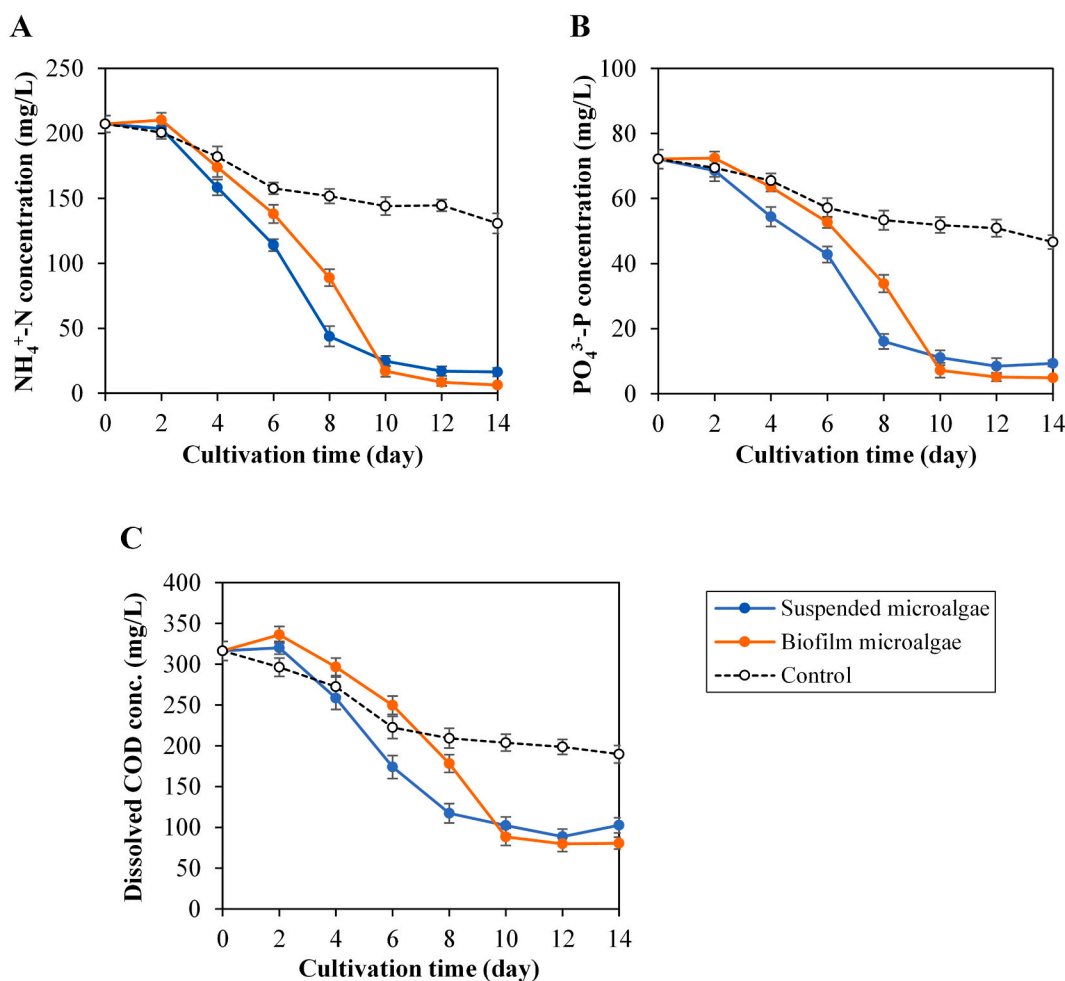 A
NH₄⁺-N concentration (mg/L)
250
200
150
100
50
0
0 2 4 6 8 10 12 14
Cultivation time (day)
B
PO₄³⁻-P concentration (mg/L)
100
80
60
40
20
0
0 2 4 6 8 10 12 14
Cultivation time (day)
C
Dissolved COD conc. (mg/L)
400
350
300
250
200
150
100
50
0
0 2 4 6 8 10 12 14
Cultivation time (day)
Suspended microalgae
Biofilm microalgae
Control